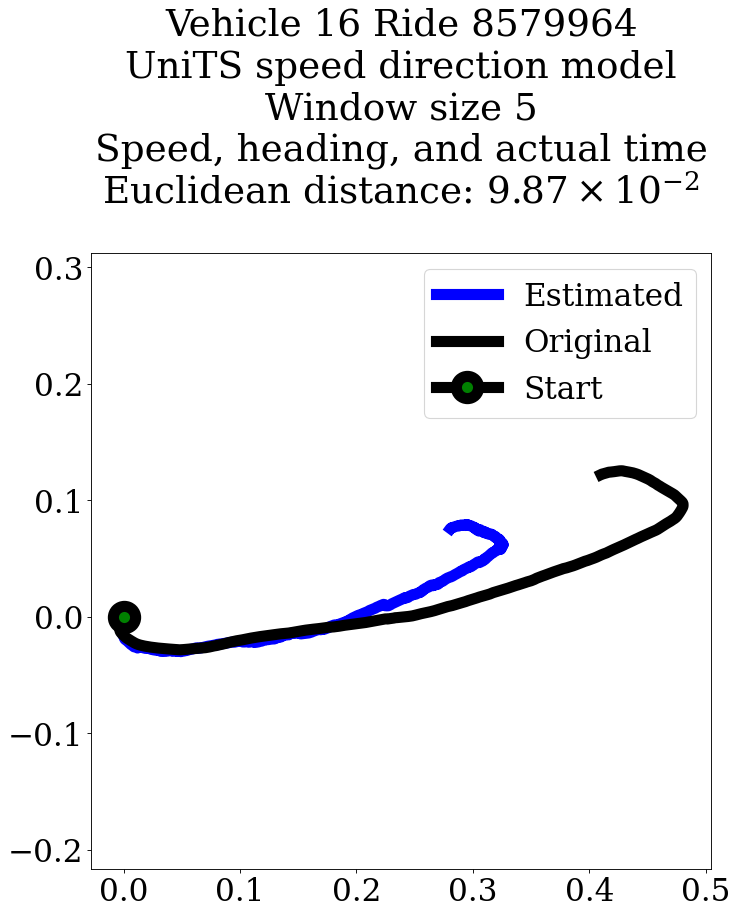 Vehicle 16 Ride 8579964
UniTS speed direction model
Window size 5
Speed, heading, and actual time
Euclidean distance: 9.87 × 10⁻²
Estimated
Original
Start
0.3
0.2
0.1
0.0
−0.1
−0.2
0.0 0.1 0.2 0.3 0.4 0.5